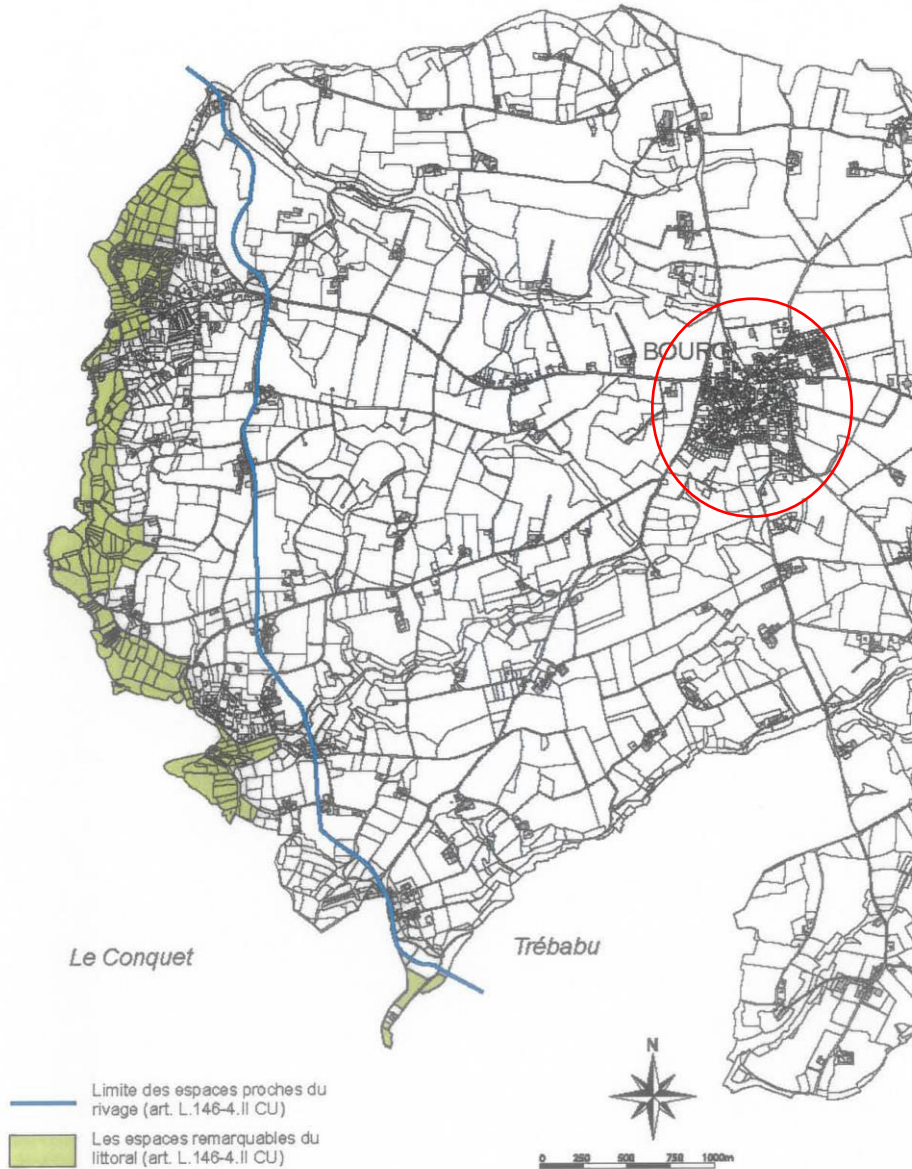 BOURG
Le Conquet
Trébabu
N
Limite des espaces proches du
rivage (art. L.146-4.II CU)
Les espaces remarquables du
littoral (art. L.146-4.II CU)
0 250 500 750 1000m